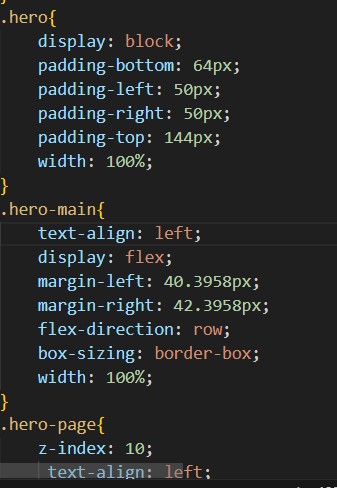 }
.hero{
display: block;
padding-bottom: 64px;
padding-left: 50px;
padding-right: 50px;
padding-top: 144px;
width: 100%;
}
.hero-main{
text-align: left;
display: flex;
margin-left: 40.3958px;
margin-right: 42.3958px;
flex-direction: row;
box-sizing: border-box;
width: 100%;
}
.hero-page{
z-index: 10;
text-align: left;